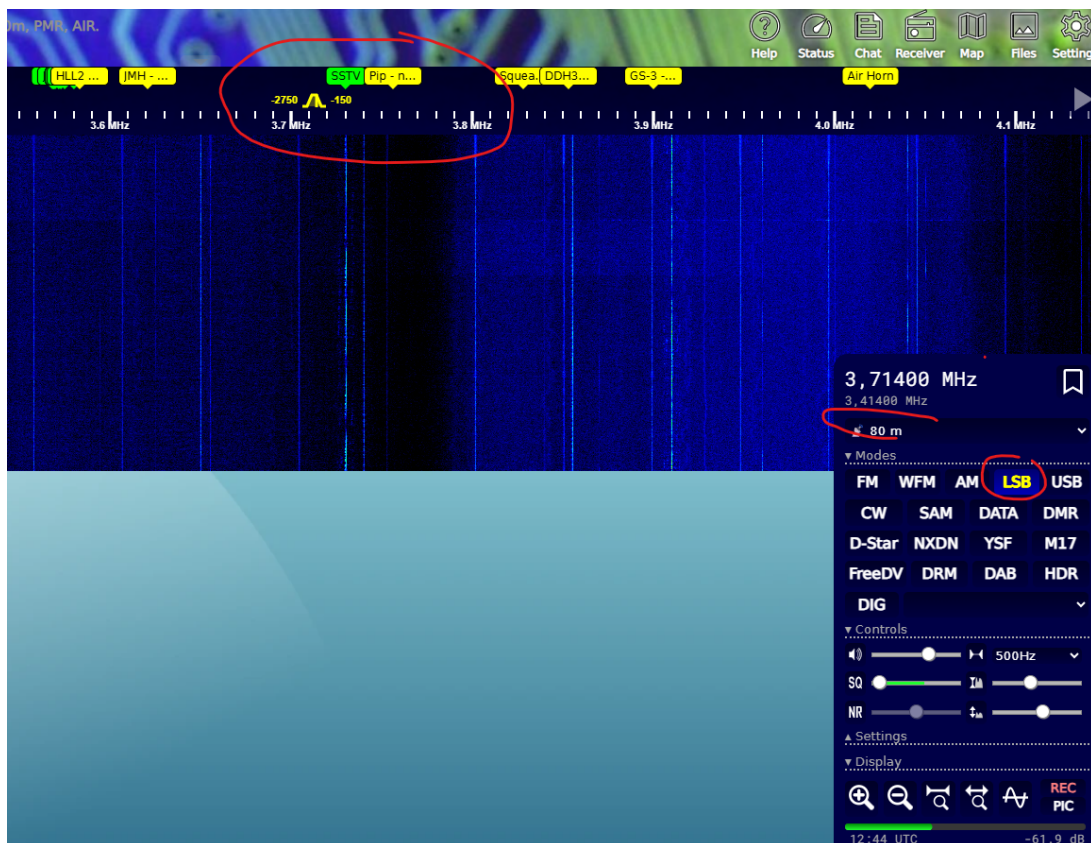 0m, PMR, AIR.
Help Status Chat Receiver Map Files Setting
HLL2 ... JMH - ... SSTV Pip - n... Squea. DDH3... GS-3 -... Air Horn
-2750 -150
3.6 MHz 3.7 MHz 3.8 MHz 3.9 MHz 4.0 MHz 4.1 MHz
3,71400 MHz
3,41400 MHz
80 m
▾ Modes
FM WFM AM LSB USB
CW SAM DATA DMR
D-Star NXDN YSF M17
FreeDV DRM DAB HDR
DIG
▾ Controls
500Hz
SQ
NR
▴ Settings
▾ Display
REC
PIC
12:44 UTC -61.9 dB